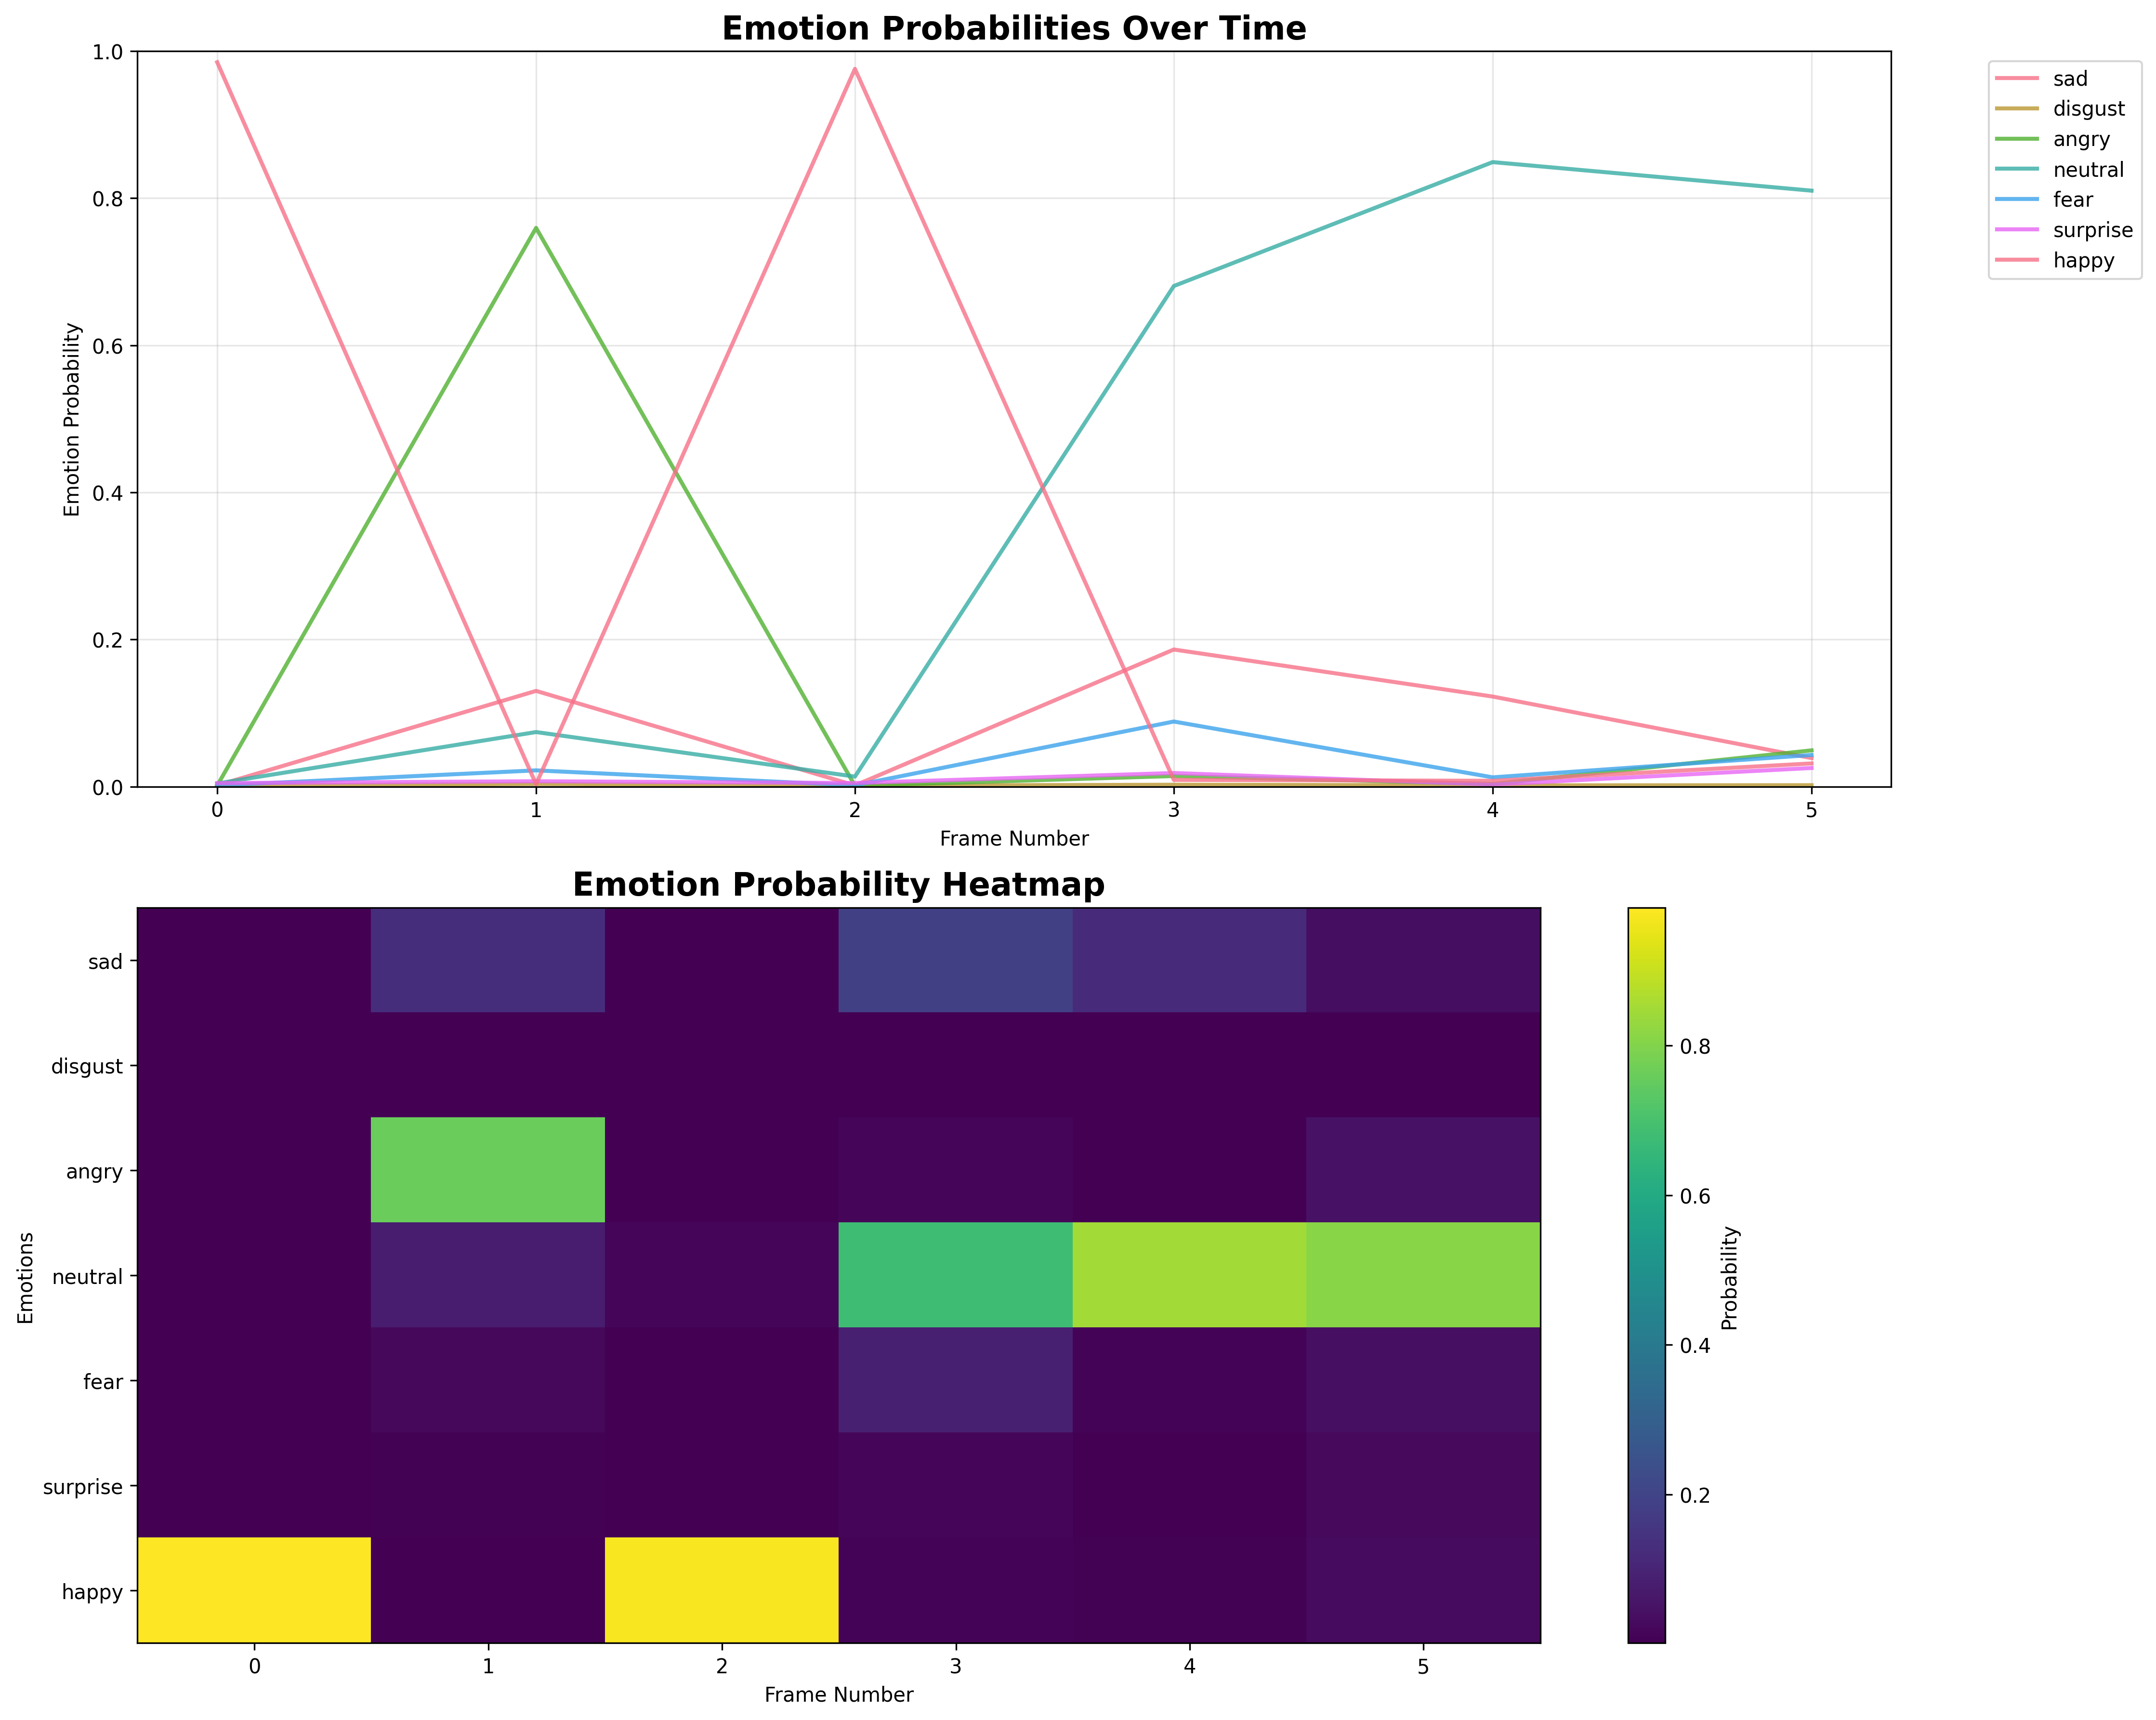 Emotion Probabilities Over Time
1.0
0.8
0.6
0.4
0.2
0.0
Emotion Probability
0
1
2
3
4
5
Frame Number
sad
disgust
angry
neutral
fear
surprise
happy
Emotion Probability Heatmap
Emotions
sad
disgust
angry
neutral
fear
surprise
happy
0
1
2
3
4
5
Frame Number
0.8
0.6
0.4
0.2
Probability